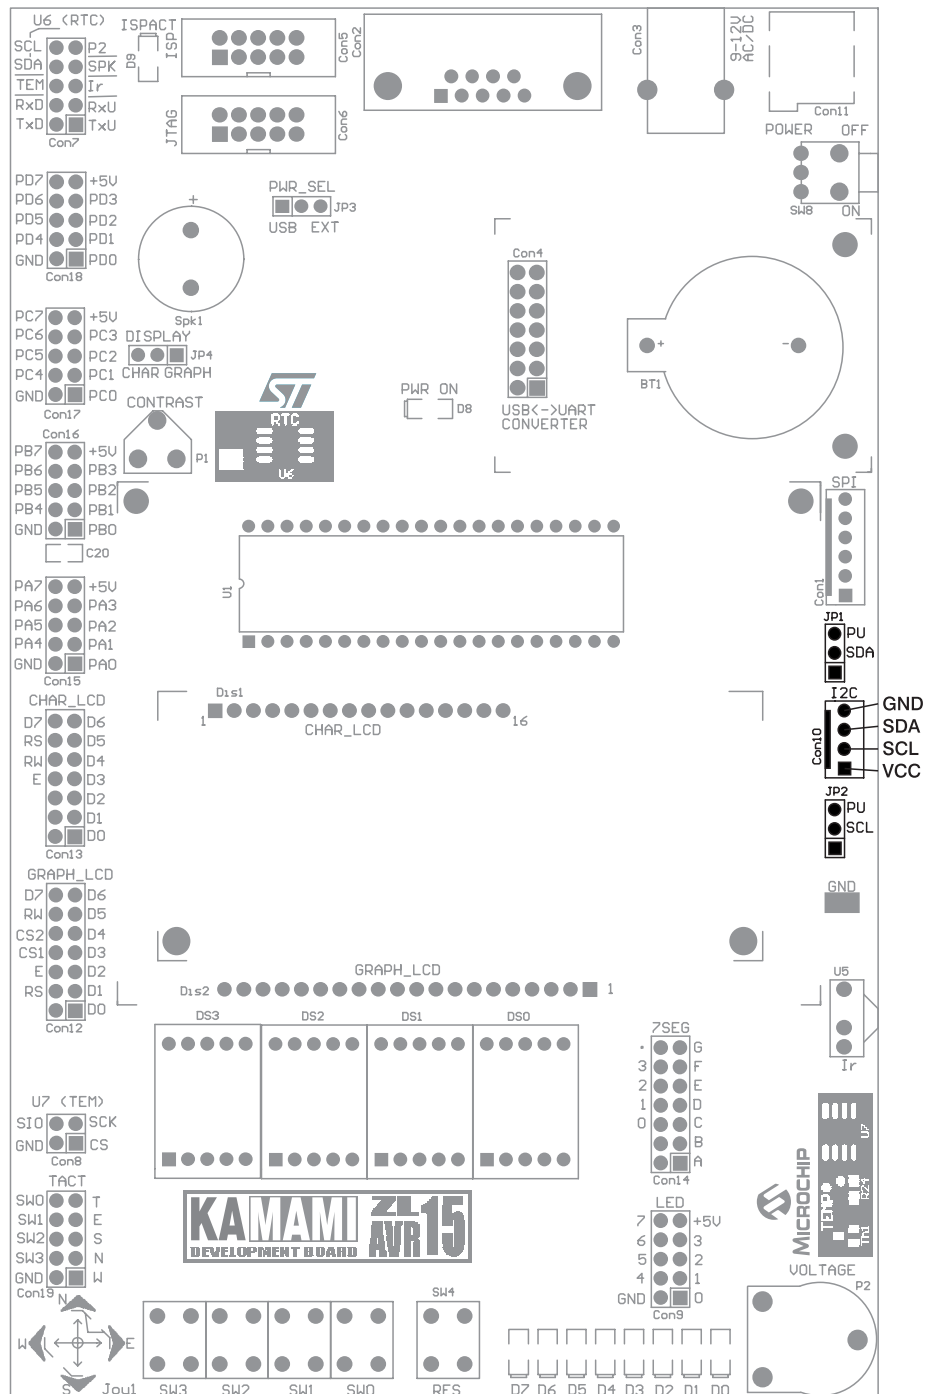 U6 (RTC)
SCL P2
SDA SPK
TEM Ir
RxD RxU
TxD TxU
Con7
ISPACT
D9
ISP
Con5
JTAG
Con6
Con2
Con3
9-12V
AC/DC
Con11
POWER OFF
SW8 ON
PD7 +5V
PD6 PD3
PD5 PD2
PD4 PD1
GND PD0
Con18
+
Spk1
PWR_SEL
JP3
USB EXT
Con4
USB<->UART
CONVERTER
+ -
BT1
PC7 +5V
PC6 PC3
PC5 PC2
PC4 PC1
GND PC0
Con17
DISPLAY
JP4
CHAR GRAPH
CONTRAST
P1
ST
RTC
U6
PWR ON
D8
Con16
PB7 +5V
PB6 PB3
PB5 PB2
PB4 PB1
GND PB0
C20
SPI
Con1
U1
PA7 +5V
PA6 PA3
PA5 PA2
PA4 PA1
GND PA0
Con15
JP1
PU
SDA
I2C
Con10
GND
SDA
SCL
VCC
JP2
PU
SCL
GND
CHAR_LCD
D7 D6
RS D5
RW D4
E D3
D2
D1
D0
Con13
Dis1
1 16
CHAR_LCD
GRAPH_LCD
D7 D6
RW D5
CS2 D4
CS1 D3
E D2
RS D1
D0
Con12
GRAPH_LCD
Dis2 1
U5
Ir
DS3 DS2 DS1 DS0
7SEG
. G
3 F
2 E
1 D
0 C
B
A
Con14
U7 (TEM)
SIO SCK
GND CS
Con8
TACT
SW0 T
SW1 E
SW2 S
SW3 N
GND W
Con19
N
W E
S Joy1
KAMAMI ZL
AVR 15
DEVELOPMENT BOARD
LED
7 +5V
6 3
5 2
4 1
GND 0
Con9
MICROCHIP
TEMP
U7
R24
Th1
VOLTAGE
P2
SW4
SW3 SW2 SW1 SW0 RES
D7 D6 D5 D4 D3 D2 D1 D0